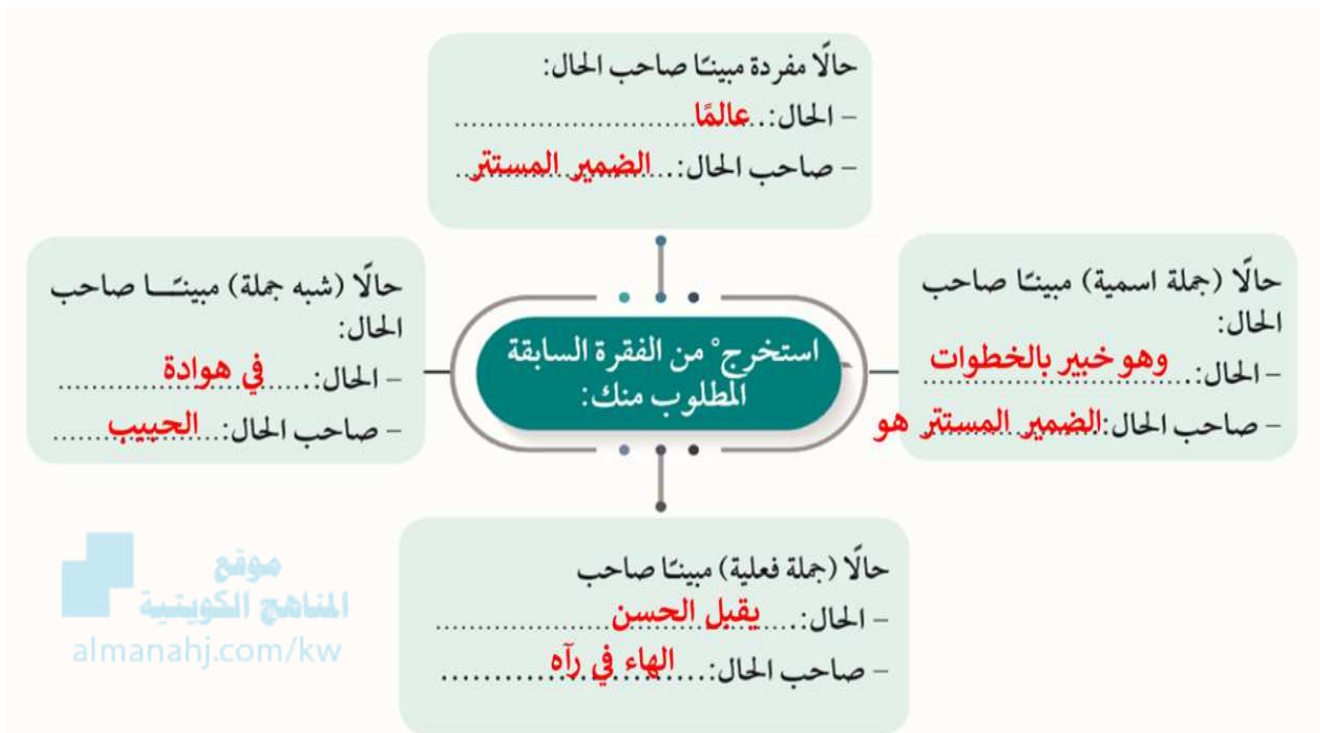 حالًا مفردة مبينًا صاحب الحال:
– الحال: عالمًا
– صاحب الحال: الضمير المستتر
حالًا (جملة اسمية) مبينًا صاحب
الحال:
– الحال: وهو خبير بالخطوات
– صاحب الحال: الضمير المستتر هو
استخرجْ من الفقرة السابقة
المطلوب منك:
حالًا (شبه جملة) مبينًا صاحب
الحال:
– الحال: في هوادة
– صاحب الحال: الحبيب
حالًا (جملة فعلية) مبينًا صاحب
– الحال: يقبل الحسن
– صاحب الحال: الهاء في رآه
موقع
المناهج الكويتية
almanahj.com/kw